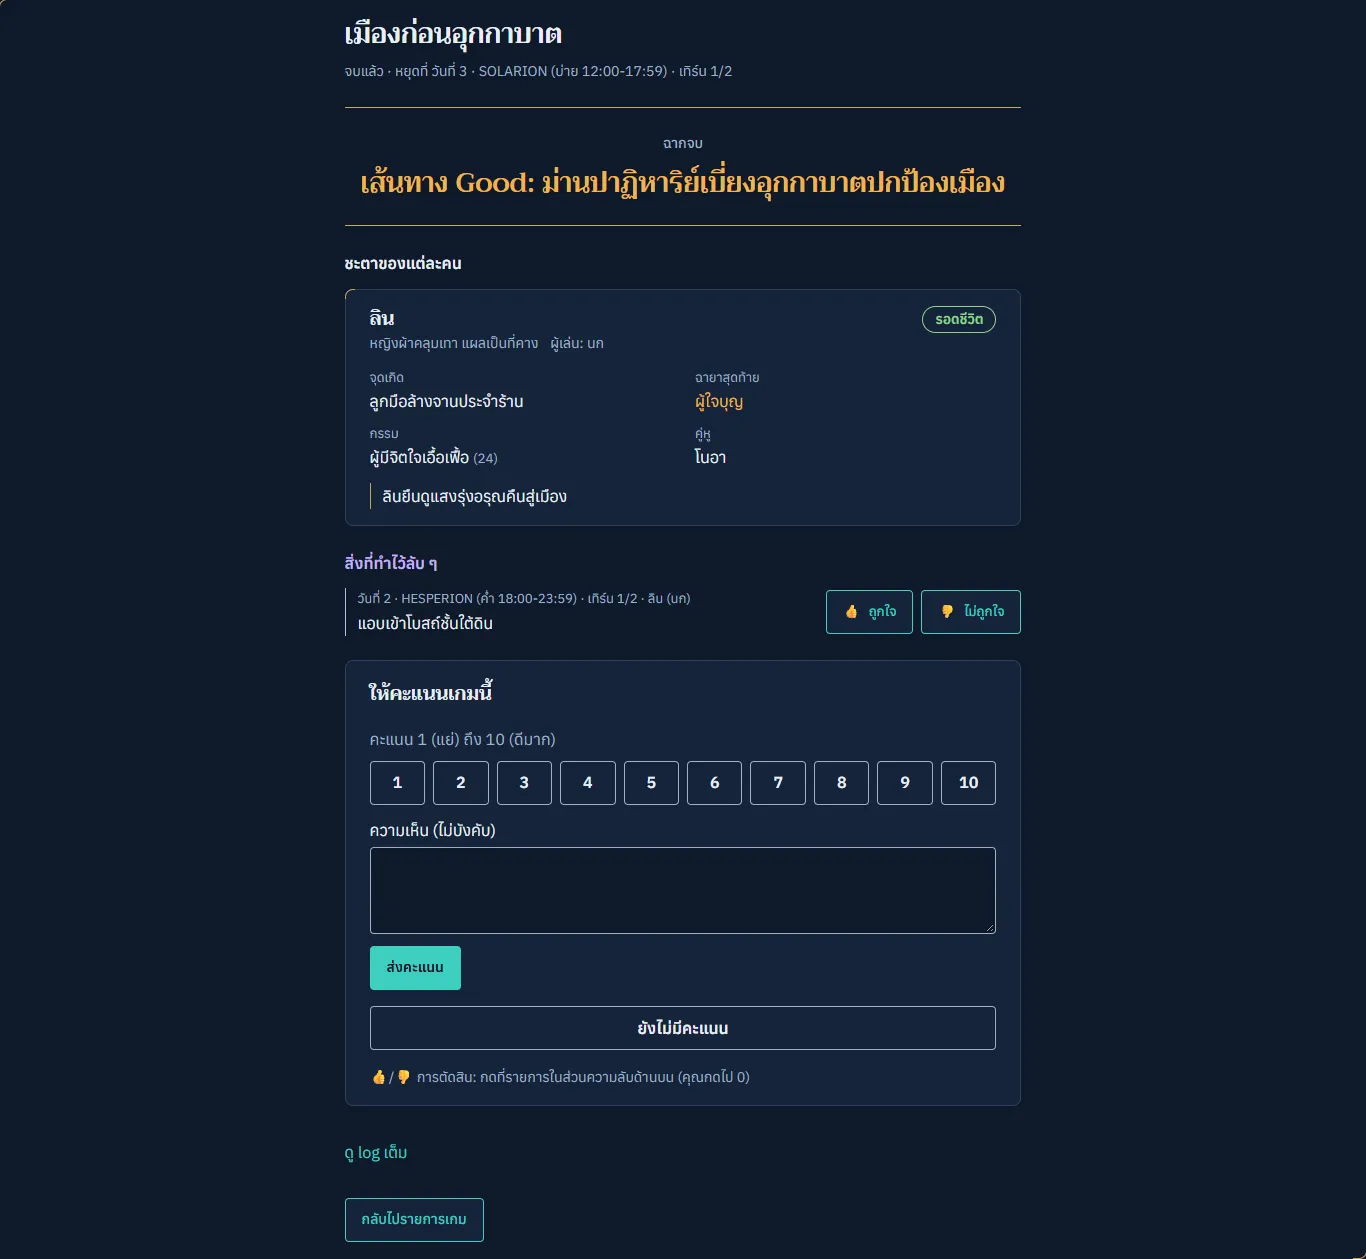 เมืองก่อนอุกกาบาต
จบแล้ว · หยุดที่ วันที่ 3 · SOLARION (บ่าย 12:00-17:59) · เทิร์น 1/2
ฉากจบ
เส้นทาง Good: ม่านปาฏิหาริย์เบี่ยงอุกกาบาตปกป้องเมือง
ชะตาของแต่ละคน
ลิน
รอดชีวิต
หญิงผ้าคลุมเทา แผลเป็นที่คาง ผู้เล่น: นก
จุดเกิด
ฉายาสุดท้าย
ลูกมือล้างจานประจำร้าน
ผู้ใจบุญ
กรรม
คู่หู
ผู้มีจิตใจเอื้อเฟื้อ (24)
โนอา
ลินยืนดูแสงรุ่งอรุณคืนสู่เมือง
สิ่งที่ทำไว้ลับ ๆ
วันที่ 2 · HESPERION (ค่ำ 18:00-23:59) · เทิร์น 1/2 · ลิน (นก)
แอบเข้าโบสถ์ชั้นใต้ดิน
👍 ถูกใจ
👎 ไม่ถูกใจ
ให้คะแนนเกมนี้
คะแนน 1 (แย่) ถึง 10 (ดีมาก)
1 2 3 4 5 6 7 8 9 10
ความเห็น (ไม่บังคับ)
ส่งคะแนน
ยังไม่มีคะแนน
👍 / 👎 การตัดสิน: กดที่รายการในส่วนความลับด้านบน (คุณกดไป 0)
ดู log เต็ม
กลับไปรายการเกม